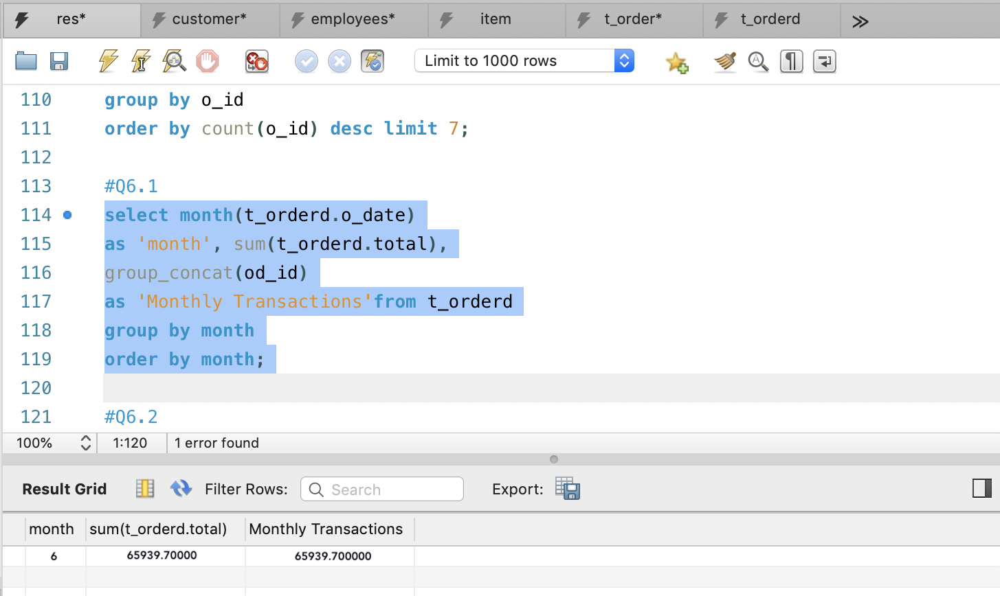 res* customer* employees* item t_order* t_orderd
Limit to 1000 rows
110 group by o_id
111 order by count(o_id) desc limit 7;
112
113 #Q6.1
114 select month(t_orderd.o_date)
115 as 'month', sum(t_orderd.total),
116 group_concat(od_id)
117 as 'Monthly Transactions'from t_orderd
118 group by month
119 order by month;
120
121 #Q6.2
100% 1:120 1 error found
Result Grid Filter Rows: Search Export:
month sum(t_orderd.total) Monthly Transactions
6 65939.70000 65939.700000